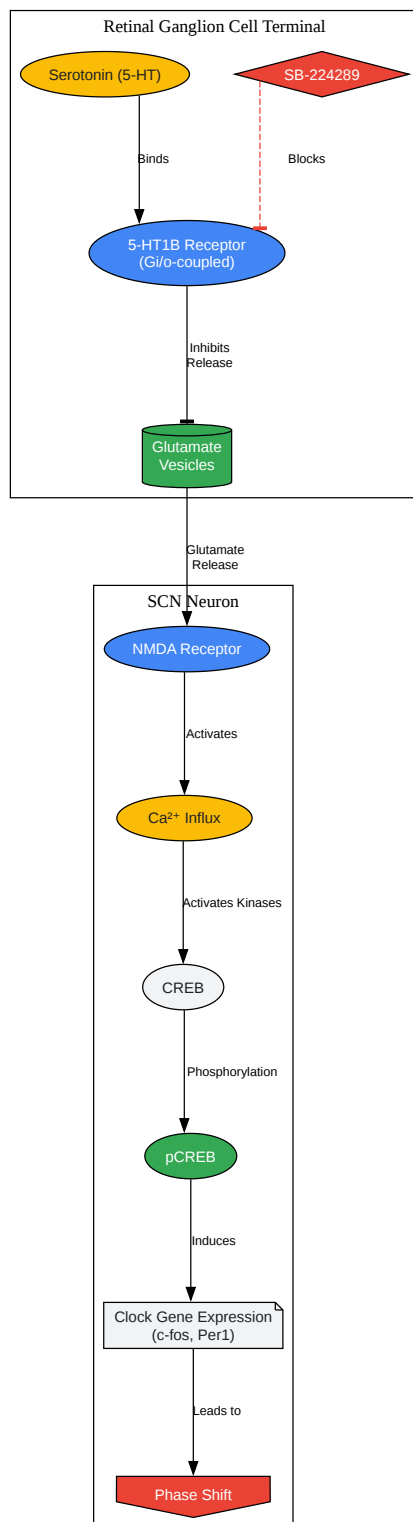 Retinal Ganglion Cell Terminal
Serotonin (5-HT)
SB-224289
Binds
Blocks
5-HT1B Receptor
(Gi/o-coupled)
Inhibits
Release
Glutamate
Vesicles
Glutamate
Release
SCN Neuron
NMDA Receptor
Activates
Ca²⁺ Influx
Activates Kinases
CREB
Phosphorylation
pCREB
Induces
Clock Gene Expression
(c-fos, Per1)
Leads to
Phase Shift